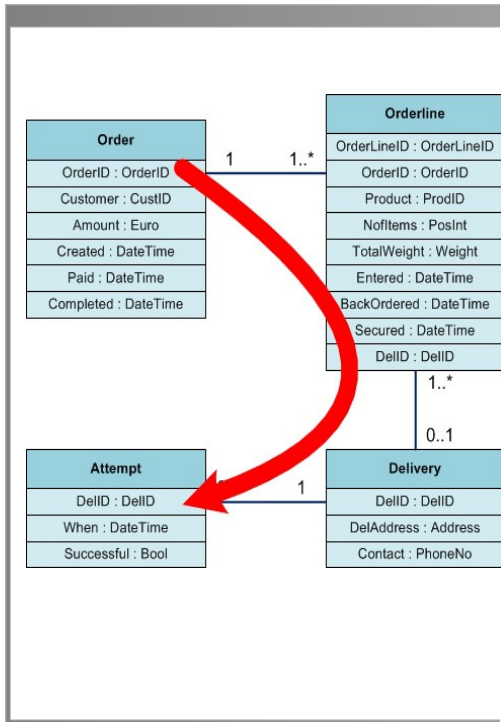 Order
OrderID : OrderID
Customer : CustID
Amount : Euro
Created : DateTime
Paid : DateTime
Completed : DateTime
1
1..*
Orderline
OrderLineID : OrderLineID
OrderID : OrderID
Product : ProdID
NofItems : PosInt
TotalWeight : Weight
Entered : DateTime
BackOrdered : DateTime
Secured : DateTime
DelID : DelID
1..*
0..1
Attempt
DelID : DelID
When : DateTime
Successful : Bool
1
Delivery
DelID : DelID
DelAddress : Address
Contact : PhoneNo